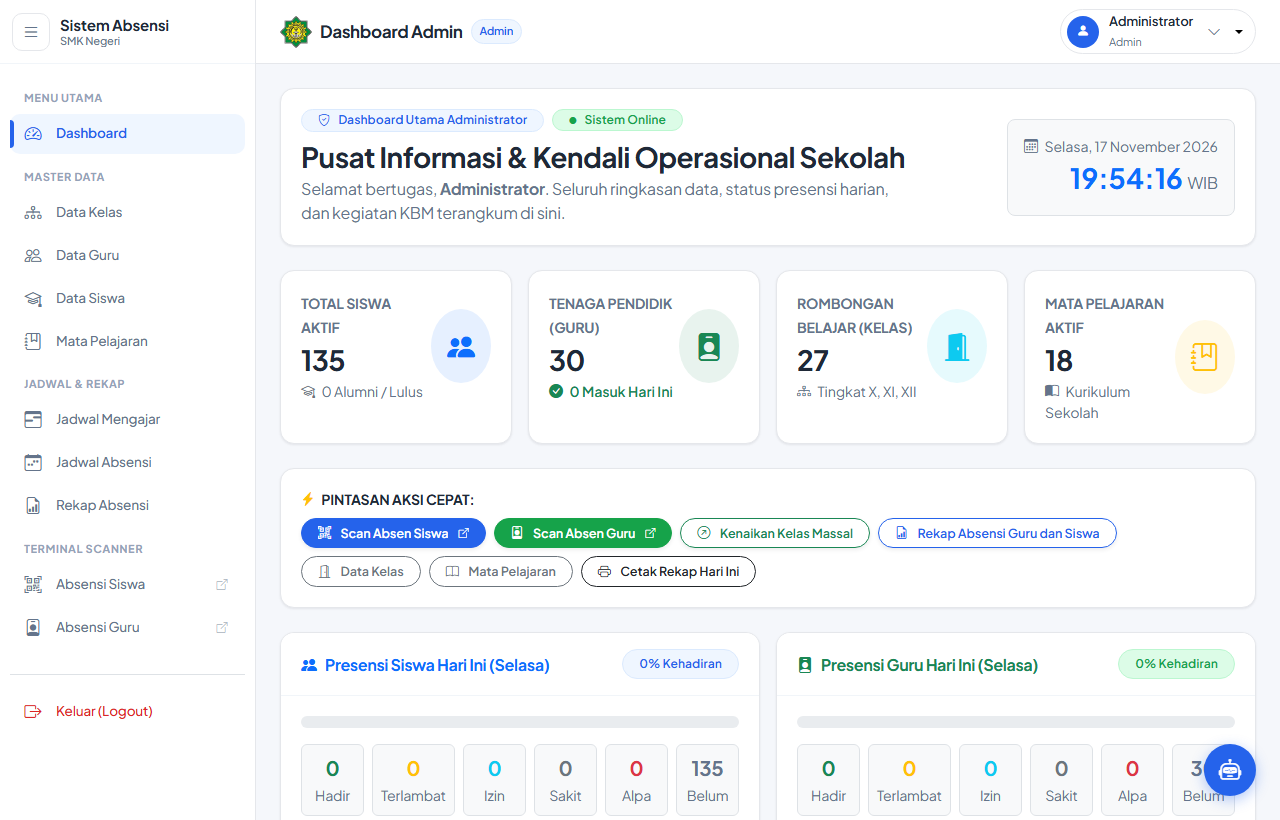 Sistem Absensi
SMK Negeri
MENU UTAMA
Dashboard
MASTER DATA
Data Kelas
Data Guru
Data Siswa
Mata Pelajaran
JADWAL & REKAP
Jadwal Mengajar
Jadwal Absensi
Rekap Absensi
TERMINAL SCANNER
Absensi Siswa
Absensi Guru
Keluar (Logout)
Dashboard Admin
Admin
Administrator
Admin
Dashboard Utama Administrator
Sistem Online
Pusat Informasi & Kendali Operasional Sekolah
Selamat bertugas, Administrator. Seluruh ringkasan data, status presensi harian,
dan kegiatan KBM terangkum di sini.
Selasa, 17 November 2026
19:54:16 WIB
TOTAL SISWA
AKTIF
135
0 Alumni / Lulus
TENAGA PENDIDIK
(GURU)
30
0 Masuk Hari Ini
ROMBONGAN
BELAJAR (KELAS)
27
Tingkat X, XI, XII
MATA PELAJARAN
AKTIF
18
Kurikulum
Sekolah
PINTASAN AKSI CEPAT:
Scan Absen Siswa
Scan Absen Guru
Kenaikan Kelas Massal
Rekap Absensi Guru dan Siswa
Data Kelas
Mata Pelajaran
Cetak Rekap Hari Ini
Presensi Siswa Hari Ini (Selasa)
0% Kehadiran
0
Hadir
0
Terlambat
0
Izin
0
Sakit
0
Alpa
135
Belum
Presensi Guru Hari Ini (Selasa)
0% Kehadiran
0
Hadir
0
Terlambat
0
Izin
0
Sakit
0
Alpa
Belum